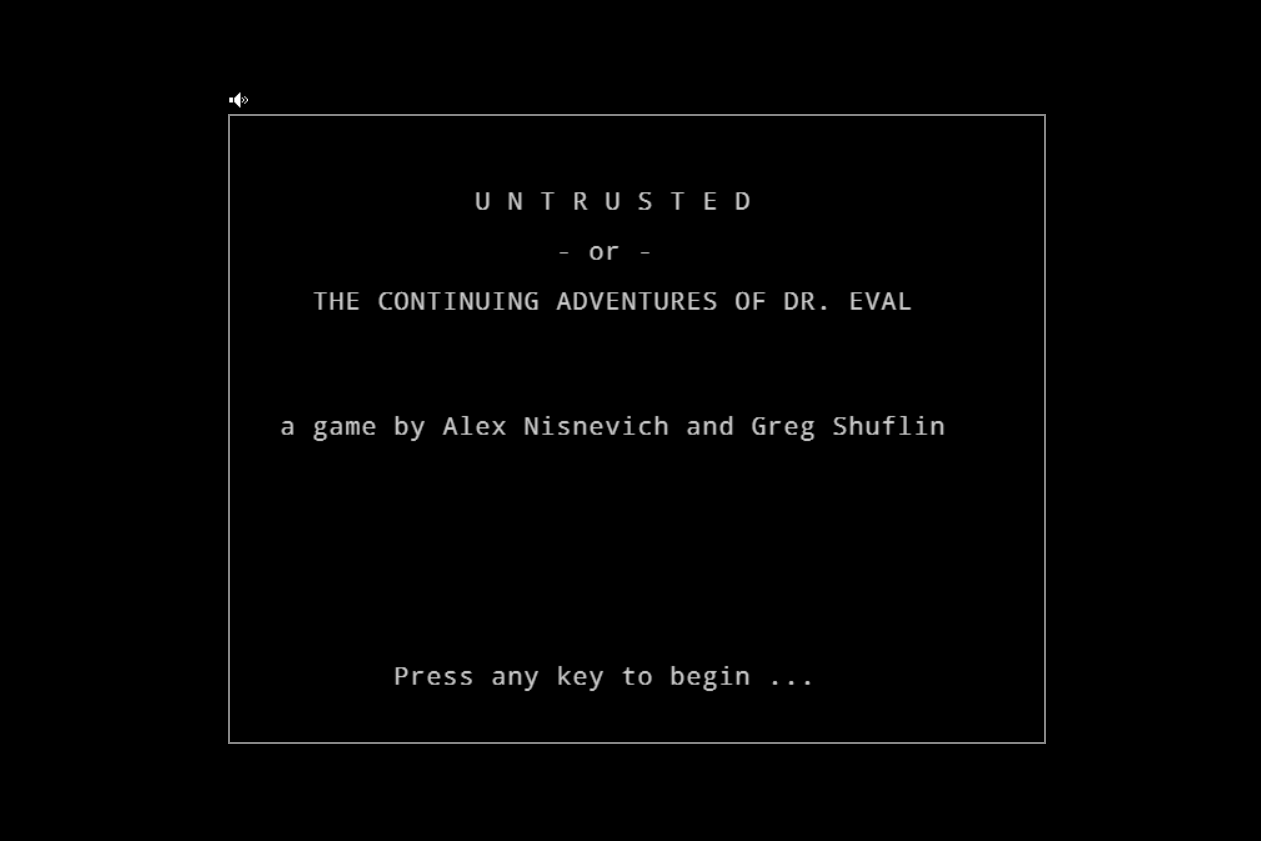 U N T R U S T E D
- or -
THE CONTINUING ADVENTURES OF DR. EVAL
a game by Alex Nisnevich and Greg Shuflin
Press any key to begin ...